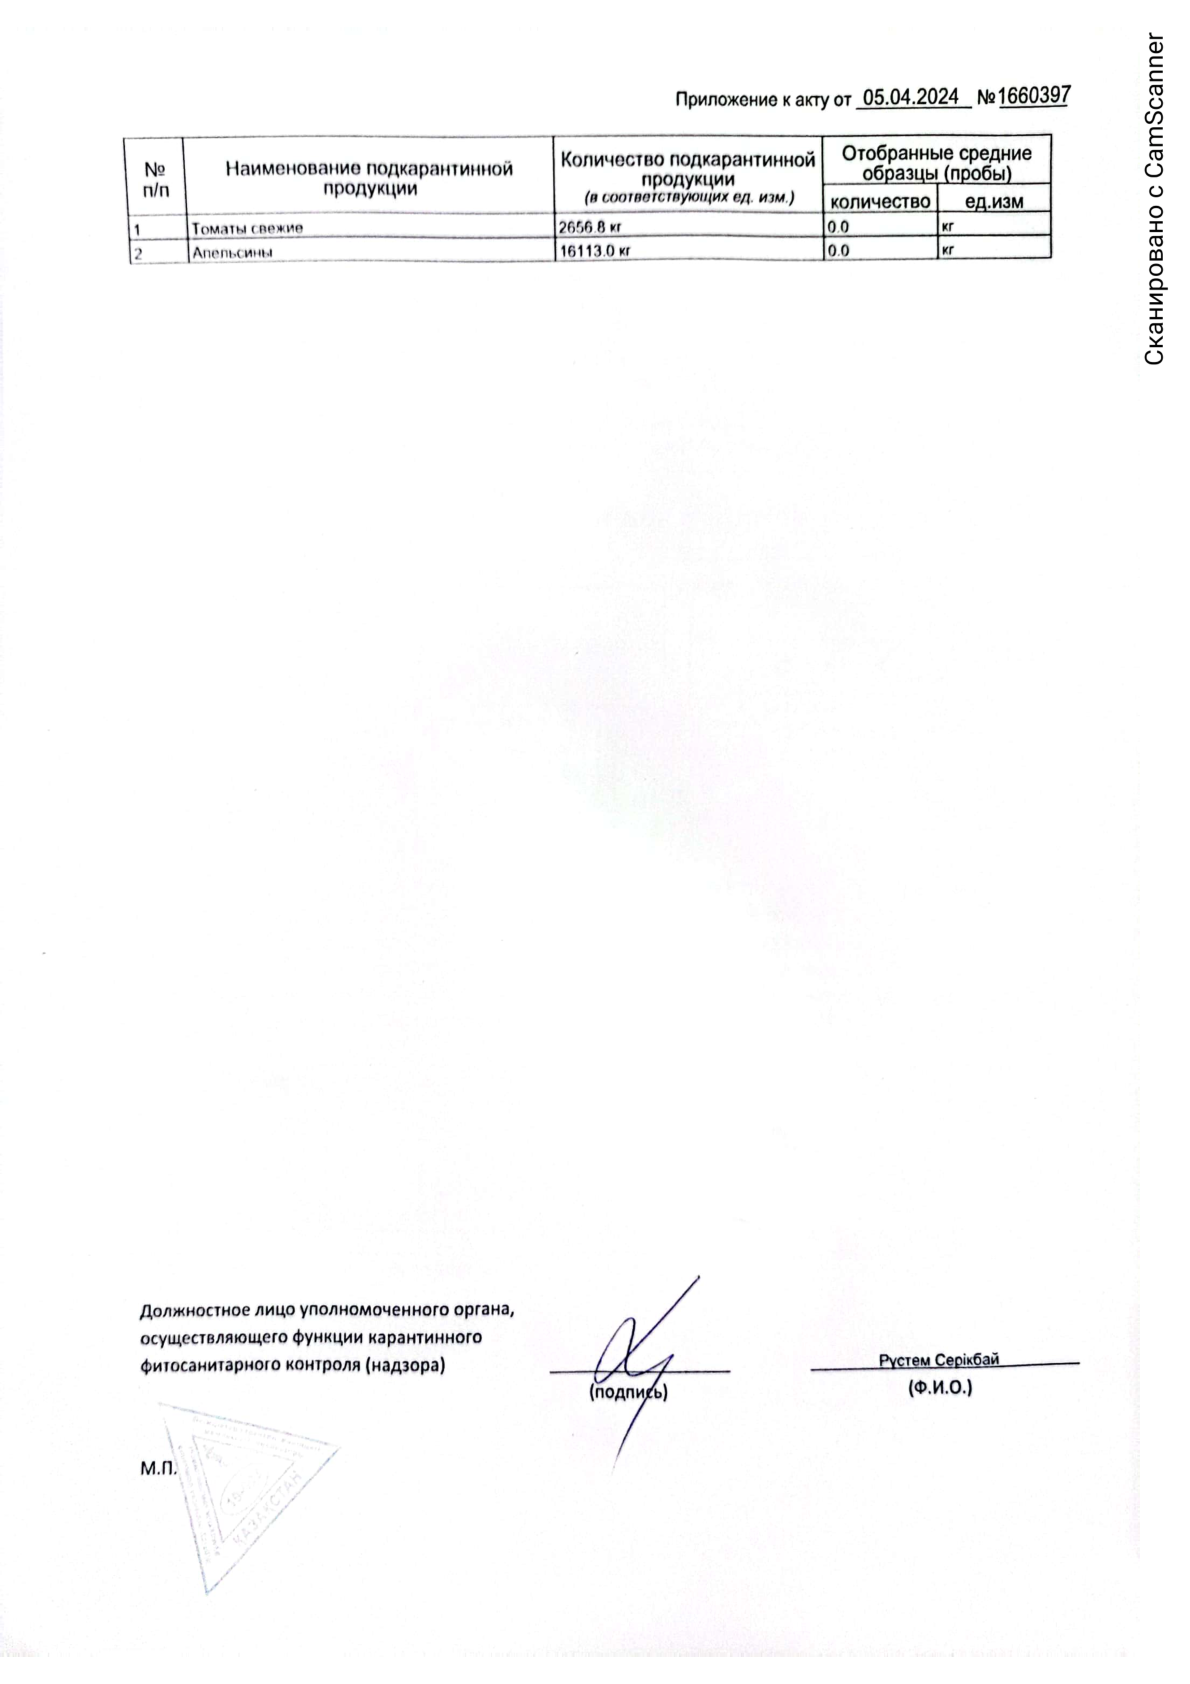 Приложение к акту от 05.04.2024 №1660397
№ п/п
Наименование подкарантинной
продукции
Количество подкарантинной
продукции
(в соответствующих ед. изм.)
Отобранные средние
образцы (пробы)
количество ед.изм
1 Томаты свежие 2656.8 кг 0.0 кг
2 Апельсины 16113.0 кг 0.0 кг
Должностное лицо уполномоченного органа,
осуществляющего функции карантинного
фитосанитарного контроля (надзора)
(подпись)
Рустем Серікбай
(Ф.И.О.)
М.П.
КАЗАХСТАН
Сканировано с CamScanner